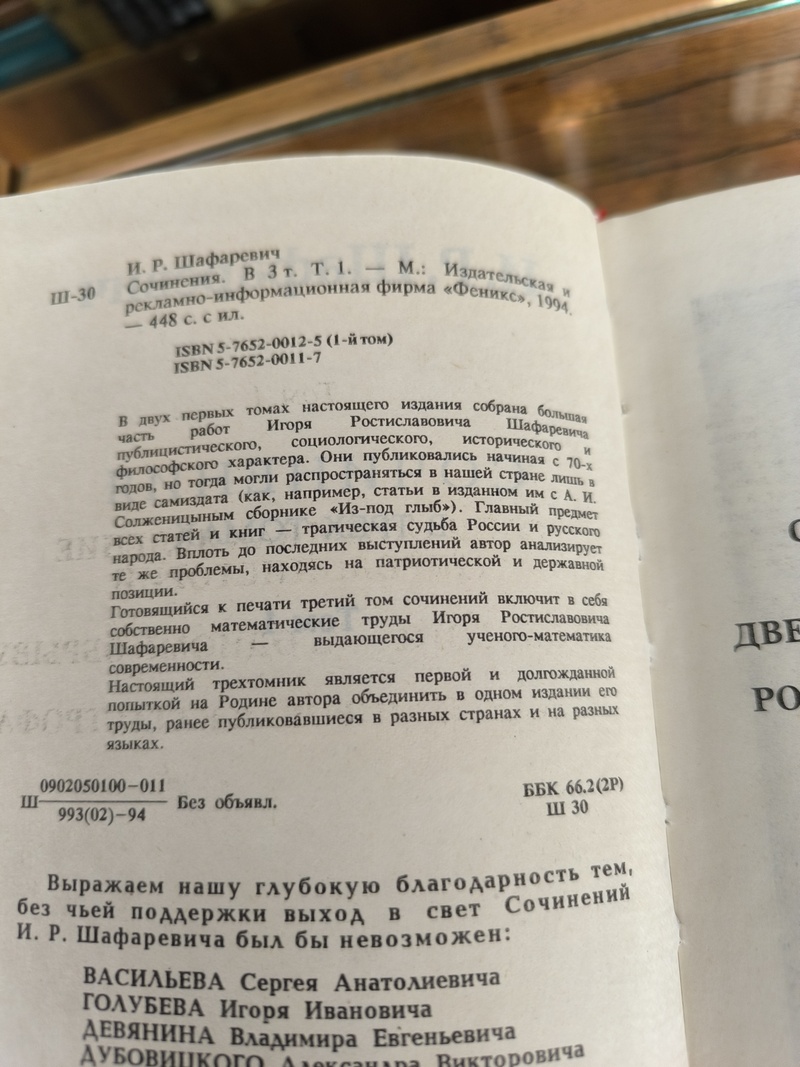 И. Р. Шафаревич
Ш-30 Сочинения. В 3 т. Т. 1. — М.: Издательская и
рекламно-информационная фирма «Феникс», 1994.
— 448 с. с ил.
ISBN 5-7652-0012-5 (1-й том)
ISBN 5-7652-0011-7
В двух первых томах настоящего издания собрана большая
часть работ Игоря Ростиславовича Шафаревича
публицистического, социологического, исторического и
философского характера. Они публиковались начиная с 70-х
годов, но тогда могли распространяться в нашей стране лишь в
виде самиздата (как, например, статьи в изданном им с А. И.
Солженицыным сборнике «Из-под глыб»). Главный предмет
всех статей и книг — трагическая судьба России и русского
народа. Вплоть до последних выступлений автор анализирует
те же проблемы, находясь на патриотической и державной
позиции.
Готовящийся к печати третий том сочинений включит в себя
собственно математические труды Игоря Ростиславовича
Шафаревича — выдающегося ученого-математика
современности.
Настоящий трехтомник является первой и долгожданной
попыткой на Родине автора объединить в одном издании его
труды, ранее публиковавшиеся в разных странах и на разных
языках.
Ш 0902050100-011
993(02)-94 Без объявл.
ББК 66.2(2Р)
Ш 30
Выражаем нашу глубокую благодарность тем,
без чьей поддержки выход в свет Сочинений
И. Р. Шафаревича был бы невозможен:
ВАСИЛЬЕВА Сергея Анатолиевича
ГОЛУБЕВА Игоря Ивановича
ДЕВЯНИНА Владимира Евгеньевича
ДУБОВИЦКОГО Александра Викторовича
ДВЕ
РО